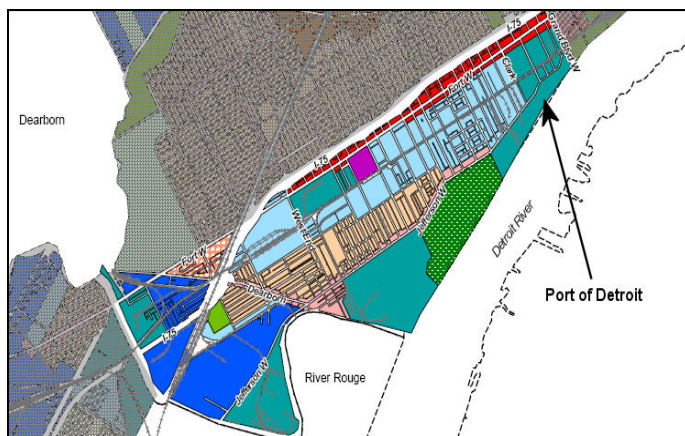 I-75
Grand Blvd W
Fort W
Clark
Dearborn
I-75
Jefferson W
Detroit River
Fort W
Port of Detroit
Dearborn
I-75
Jefferson W
River Rouge